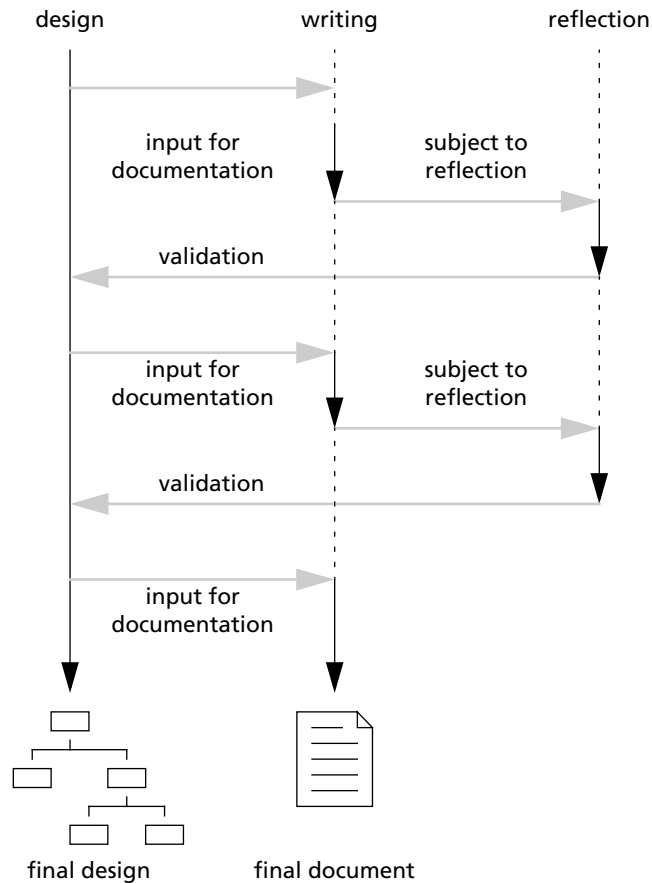 design
writing
reflection
input for
documentation
subject to
reflection
validation
input for
documentation
subject to
reflection
validation
input for
documentation
final design
final document